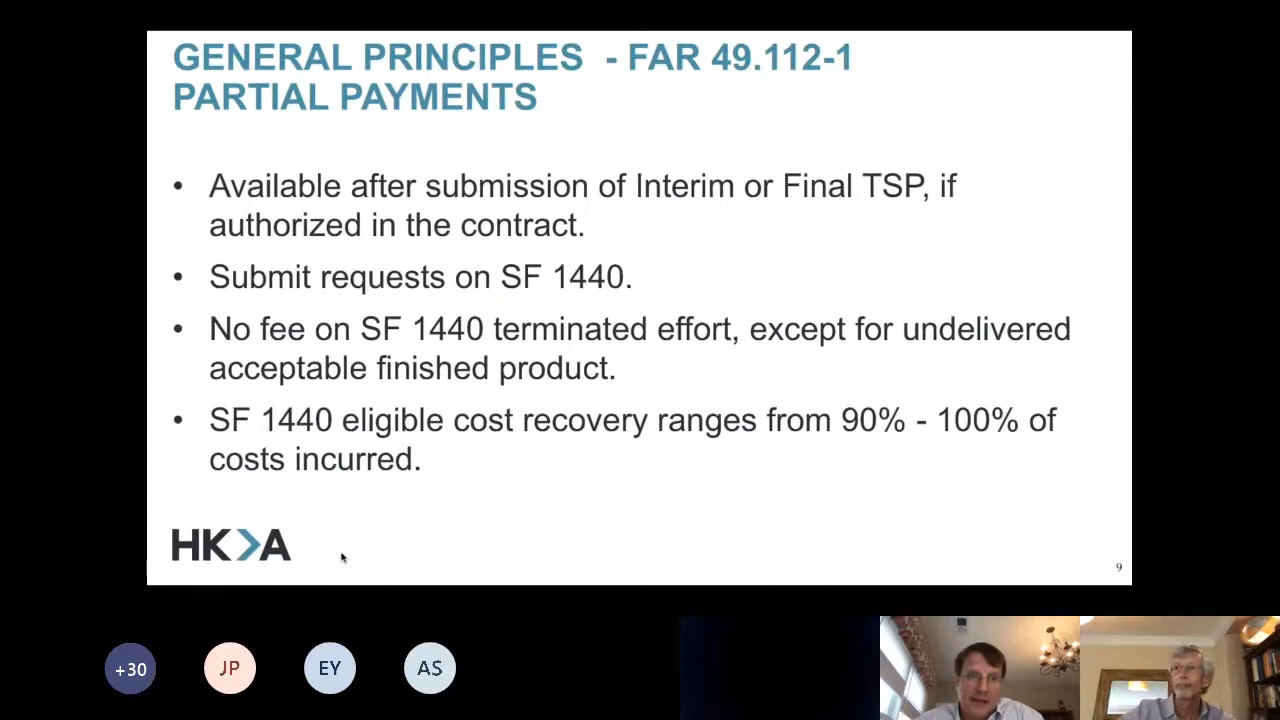 GENERAL PRINCIPLES - FAR 49.112-1
PARTIAL PAYMENTS
• Available after submission of Interim or Final TSP, if
authorized in the contract.
• Submit requests on SF 1440.
• No fee on SF 1440 terminated effort, except for undelivered
acceptable finished product.
• SF 1440 eligible cost recovery ranges from 90% - 100% of
costs incurred.
HKA
9
+30
JP
EY
AS